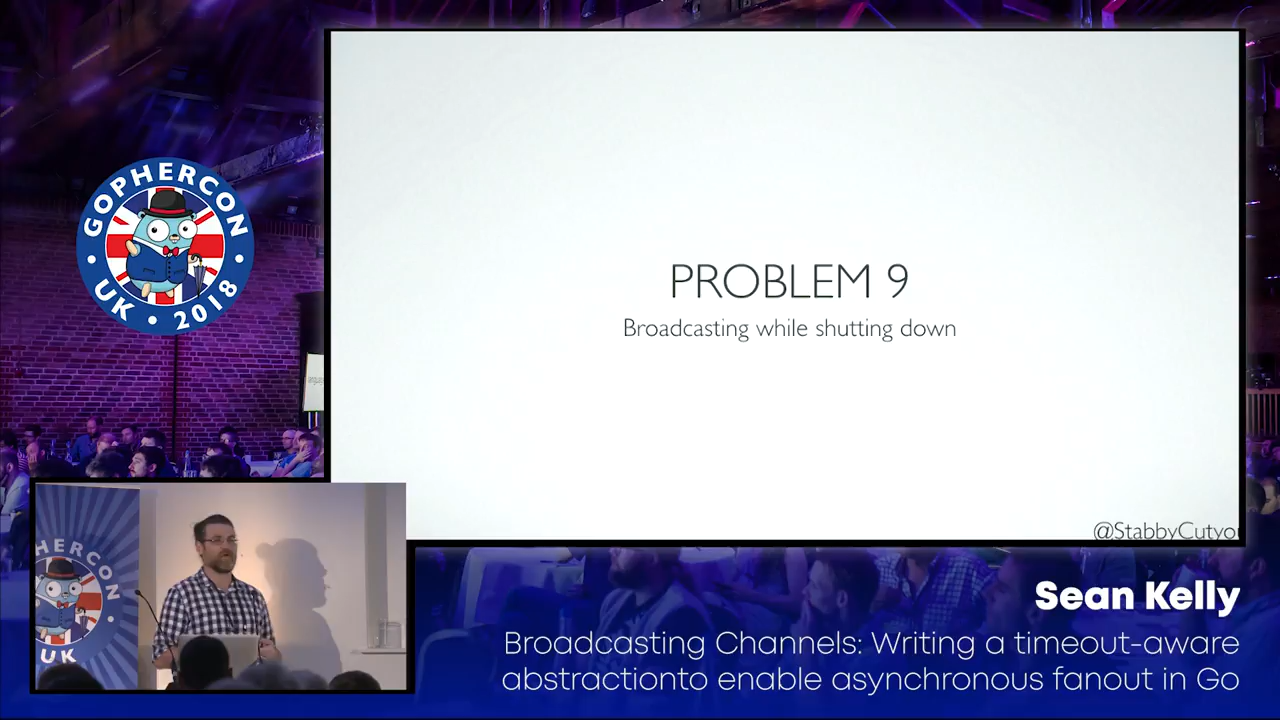 GOPHERCON
UK • 2018
PROBLEM 9
Broadcasting while shutting down
@StabbyCutyo
HERCON
UK
Sean Kelly
Broadcasting Channels: Writing a timeout-aware
abstractionto enable asynchronous fanout in Go